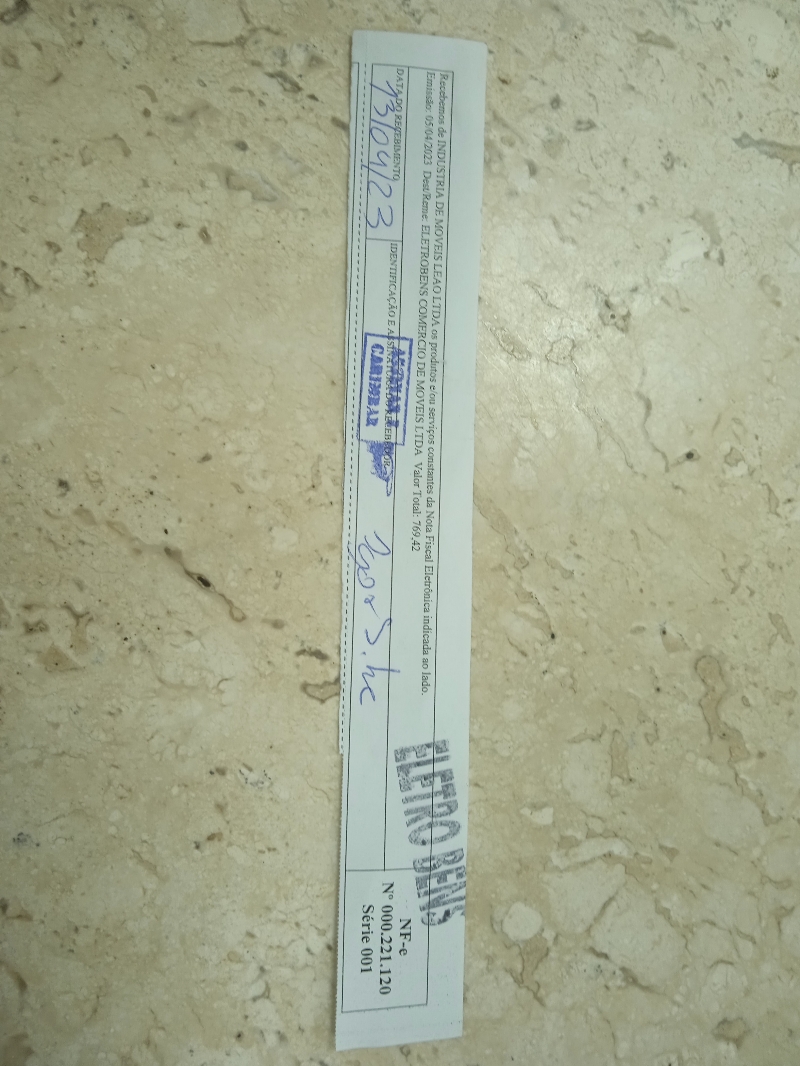 Recebemos de INDUSTRIA DE MOVEIS LEAO LTDA os produtos e/ou serviços constantes da Nota Fiscal Eletrônica indicada ao lado.
Emissão: 05/04/2023 Dest/Reme: ELETROBENS COMERCIO DE MOVEIS LTDA Valor Total: 769,42
ELETRO BENS
DATA DO RECEBIMENTO
13/04/23
IDENTIFICAÇÃO E ASSINATURA DO RECEBEDOR
CARIMBAR
NF-e
Nº 000.221.120
Série 001